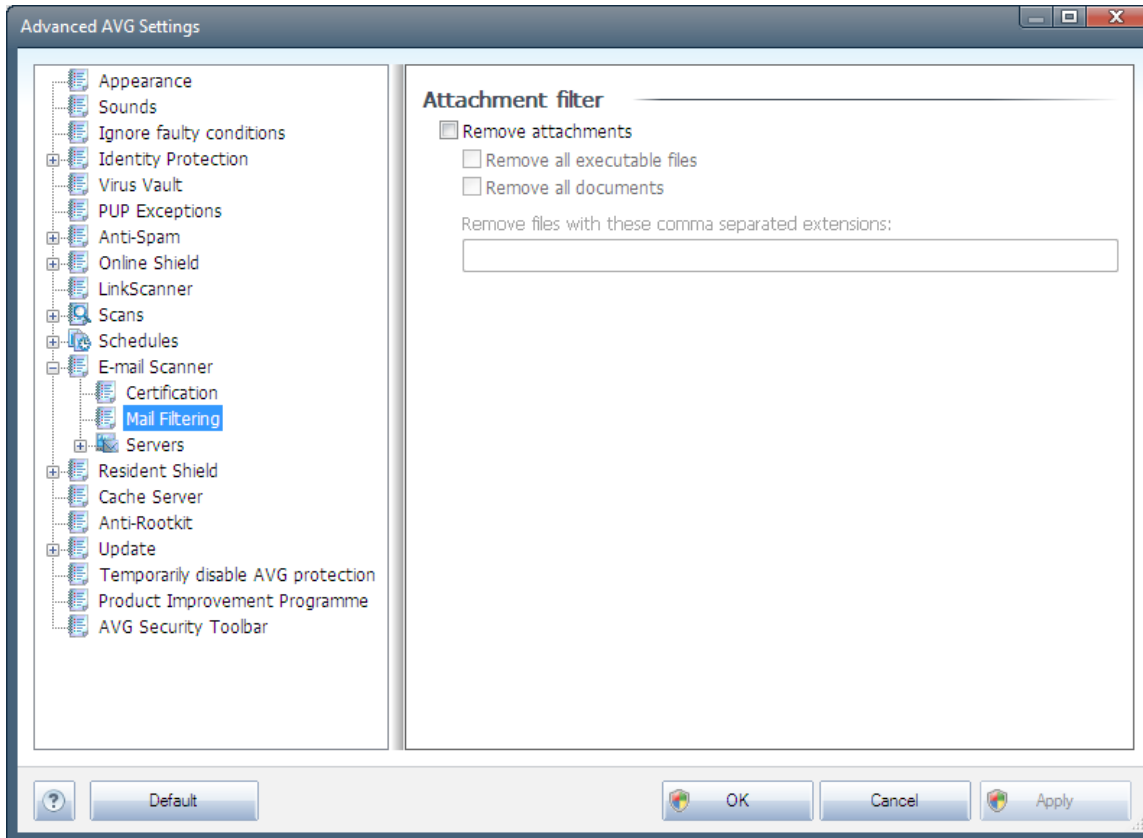 Advanced AVG Settings
Appearance
Sounds
Ignore faulty conditions
Identity Protection
Virus Vault
PUP Exceptions
Anti-Spam
Online Shield
LinkScanner
Scans
Schedules
E-mail Scanner
Certification
Mail Filtering
Servers
Resident Shield
Cache Server
Anti-Rootkit
Update
Temporarily disable AVG protection
Product Improvement Programme
AVG Security Toolbar
Attachment filter
Remove attachments
Remove all executable files
Remove all documents
Remove files with these comma separated extensions:
? Default OK Cancel Apply